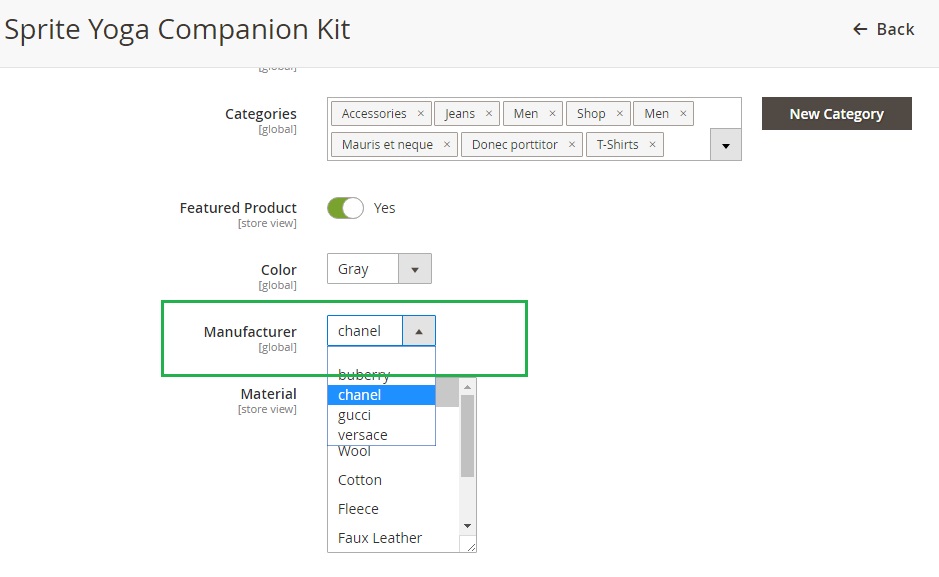 Sprite Yoga Companion Kit
← Back
[global]
Categories
[global]
Accessories × Jeans × Men × Shop × Men ×
Mauris et neque × Donec porttitor × T-Shirts ×
New Category
Featured Product
[store view]
Yes
Color
[global]
Gray
Manufacturer
[global]
chanel
buberry
chanel
gucci
versace
Material
[store view]
Wool
Cotton
Fleece
Faux Leather